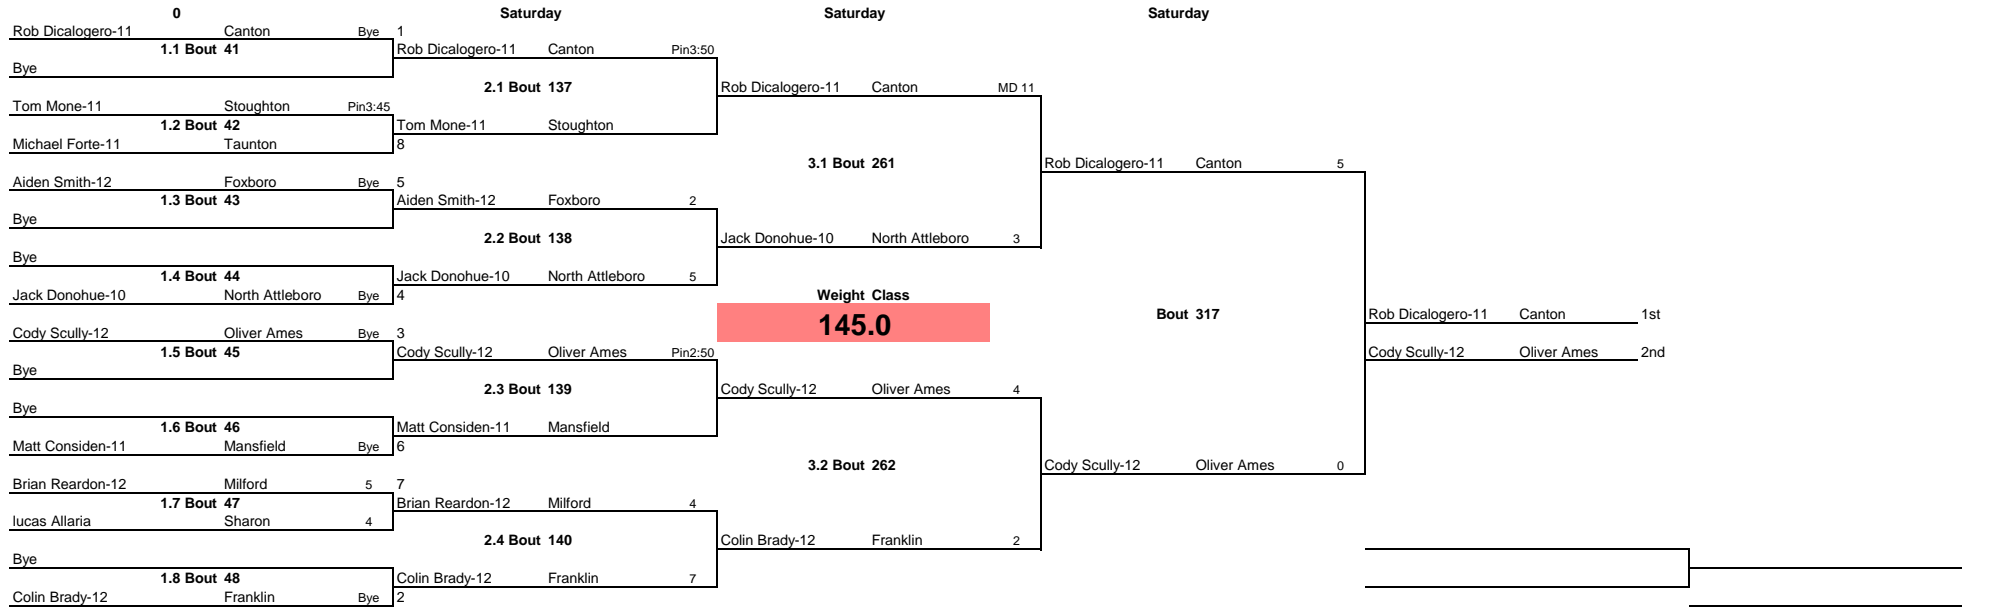 0 Saturday Saturday Saturday
Rob Dicalogero-11 Canton Bye 1
1.1 Bout 41 Rob Dicalogero-11 Canton Pin3:50
Bye
2.1 Bout 137 Rob Dicalogero-11 Canton MD 11
Tom Mone-11 Stoughton Pin3:45
1.2 Bout 42 Tom Mone-11 Stoughton
Michael Forte-11 Taunton 8
3.1 Bout 261 Rob Dicalogero-11 Canton 5
Aiden Smith-12 Foxboro Bye 5
1.3 Bout 43 Aiden Smith-12 Foxboro 2
Bye
2.2 Bout 138 Jack Donohue-10 North Attleboro 3
Bye
1.4 Bout 44 Jack Donohue-10 North Attleboro 5
Jack Donohue-10 North Attleboro Bye 4 Weight Class
145.0 Bout 317 Rob Dicalogero-11 Canton 1st
Cody Scully-12 Oliver Ames Bye 3
1.5 Bout 45 Cody Scully-12 Oliver Ames Pin2:50 Cody Scully-12 Oliver Ames 2nd
Bye
2.3 Bout 139 Cody Scully-12 Oliver Ames 4
Bye
1.6 Bout 46 Matt Considen-11 Mansfield
Matt Considen-11 Mansfield Bye 6
3.2 Bout 262 Cody Scully-12 Oliver Ames 0
Brian Reardon-12 Milford 5 7
1.7 Bout 47 Brian Reardon-12 Milford 4
lucas Allaria Sharon 4
2.4 Bout 140 Colin Brady-12 Franklin 2
Bye
1.8 Bout 48 Colin Brady-12 Franklin 7
Colin Brady-12 Franklin Bye 2